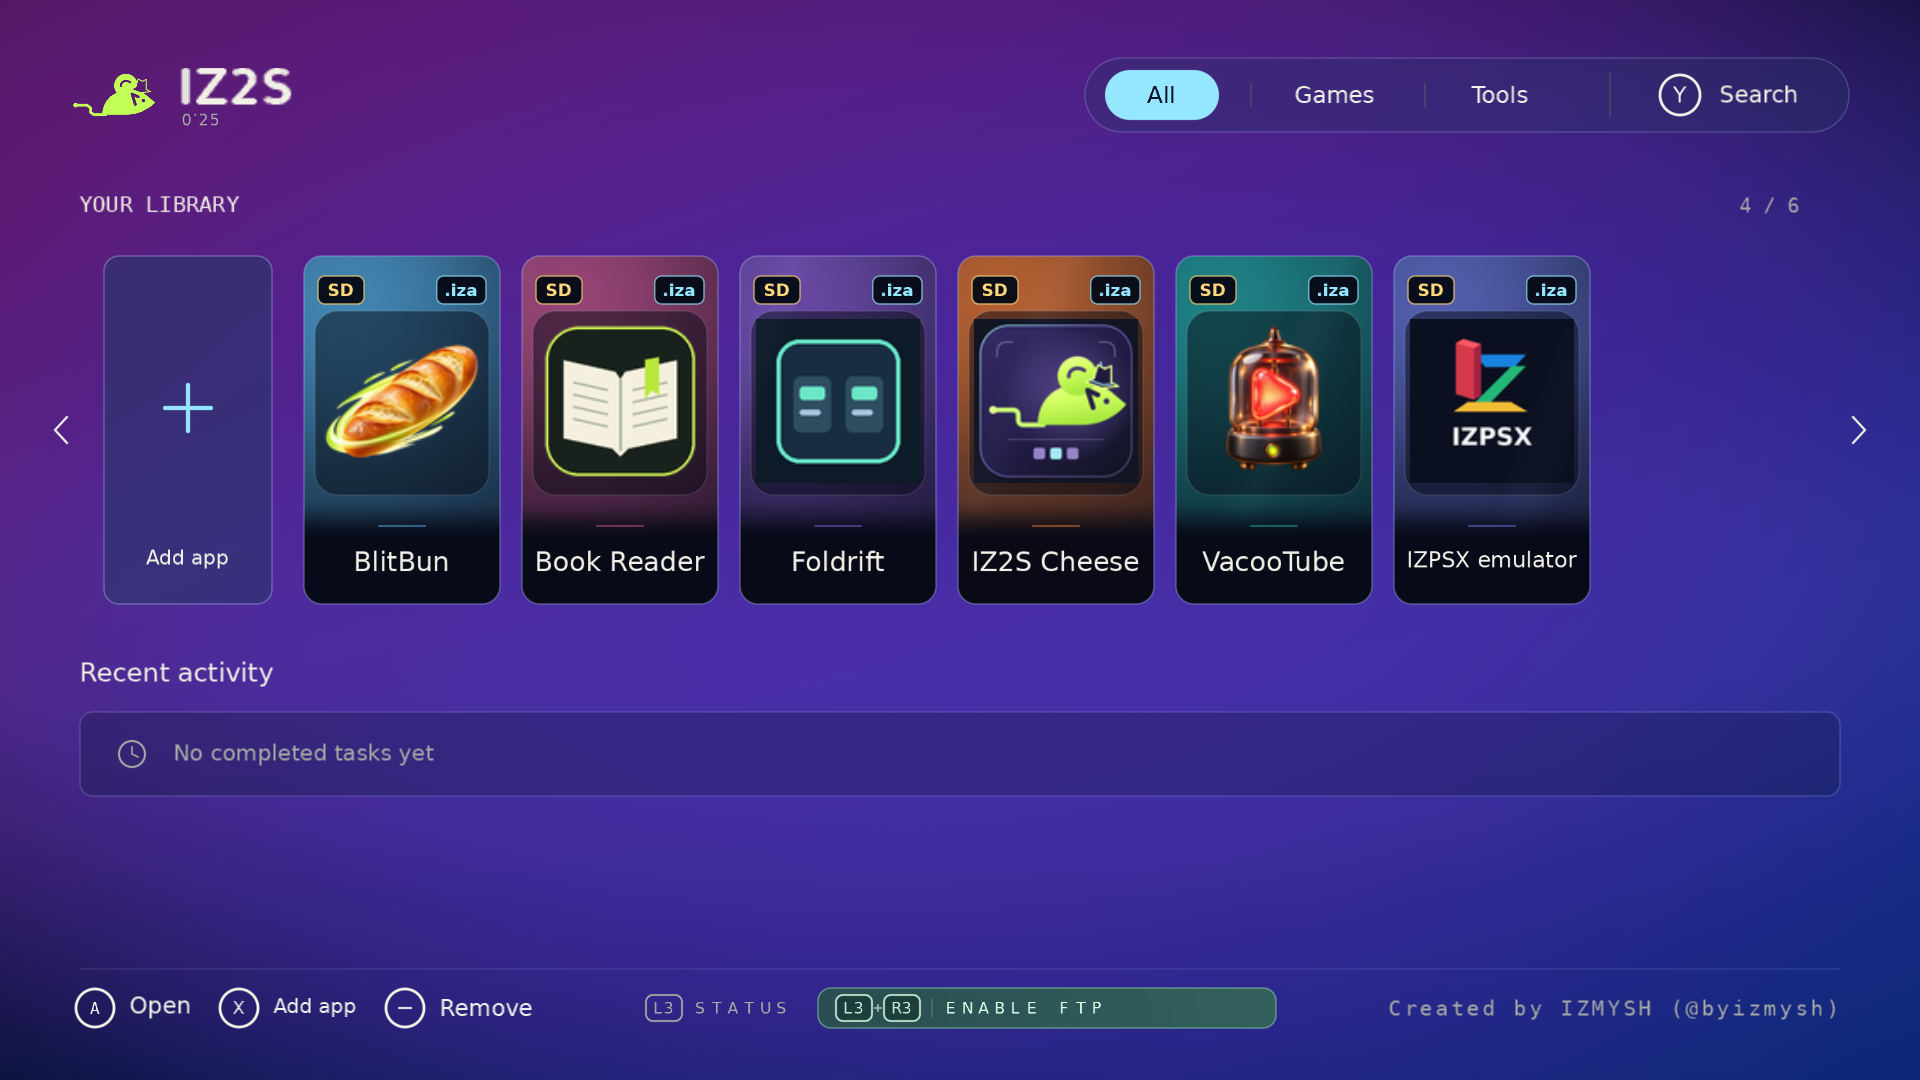 IZ2S
0'25
All
Games
Tools
Y
Search
YOUR LIBRARY
4 / 6
Add app
SD
.iza
BlitBun
SD
.iza
Book Reader
SD
.iza
Foldrift
SD
.iza
IZ2S Cheese
SD
.iza
VacooTube
SD
.iza
IZPSX
IZPSX emulator
Recent activity
No completed tasks yet
A Open
X Add app
Remove
L3 STATUS
L3+R3 ENABLE FTP
Created by IZMYSH (@byizmysh)